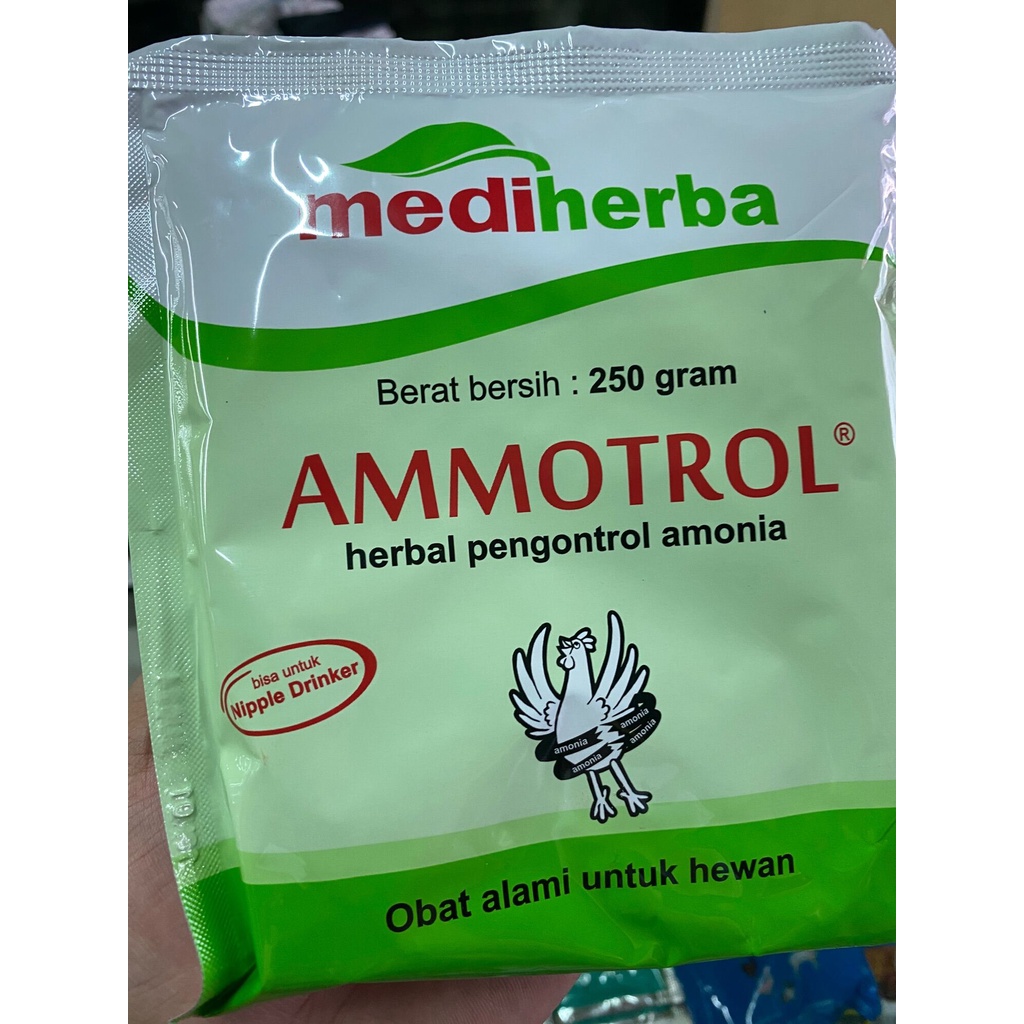 mediherba
Berat bersih : 250 gram
AMMOTROL®
herbal pengontrol amonia
bisa untuk
Nipple Drinker
amonia
amonia
amonia
amonia
Obat alami untuk hewan